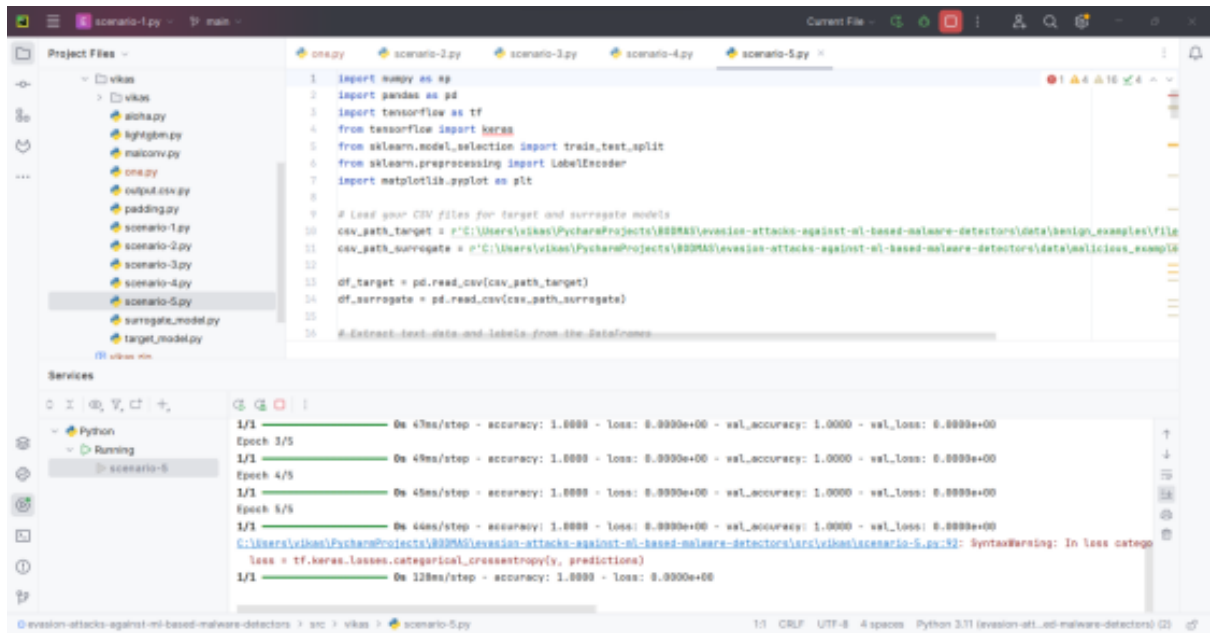 scenario-1.py
main
Current File
Project Files
one.py scenario-2.py scenario-3.py scenario-4.py scenario-5.py
vikas
vikas
aloha.py
lightgbm.py
malconv.py
one.py
output.csv.py
padding.py
scenario-1.py
scenario-2.py
scenario-3.py
scenario-4.py
scenario-5.py
surrogate_model.py
target_model.py
1 import numpy as np
2 import pandas as pd
3 import tensorflow as tf
4 from tensorflow import keras
5 from sklearn.model_selection import train_test_split
6 from sklearn.preprocessing import LabelEncoder
7 import matplotlib.pyplot as plt
8
9 # Load your CSV files for target and surrogate models
10 csv_path_target = r'C:\Users\vikas\PycharmProjects\BODMAS\evasion-attacks-against-ml-based-malware-detectors\data\benign_examples\file
11 csv_path_surrogate = r'C:\Users\vikas\PycharmProjects\BODMAS\evasion-attacks-against-ml-based-malware-detectors\data\malicious_example
12
13 df_target = pd.read_csv(csv_path_target)
14 df_surrogate = pd.read_csv(csv_path_surrogate)
15
16 # Extract text data and labels from the DataFrames
1 4 16 4
Services
Python
Running
scenario-5
1/1 0s 47ms/step - accuracy: 1.0000 - loss: 0.0000e+00 - val_accuracy: 1.0000 - val_loss: 0.0000e+00
Epoch 3/5
1/1 0s 49ms/step - accuracy: 1.0000 - loss: 0.0000e+00 - val_accuracy: 1.0000 - val_loss: 0.0000e+00
Epoch 4/5
1/1 0s 45ms/step - accuracy: 1.0000 - loss: 0.0000e+00 - val_accuracy: 1.0000 - val_loss: 0.0000e+00
Epoch 5/5
1/1 0s 44ms/step - accuracy: 1.0000 - loss: 0.0000e+00 - val_accuracy: 1.0000 - val_loss: 0.0000e+00
C:\Users\vikas\PycharmProjects\BODMAS\evasion-attacks-against-ml-based-malware-detectors\src\vikas\scenario-5.py:92: SyntaxWarning: In loss catego
loss = tf.keras.losses.categorical_crossentropy(y, predictions)
1/1 0s 128ms/step - accuracy: 1.0000 - loss: 0.0000e+00
evasion-attacks-against-ml-based-malware-detectors > src > vikas > scenario-5.py
1:1 CRLF UTF-8 4 spaces Python 3.11 (evasion-att...ed-malware-detectors) (2)